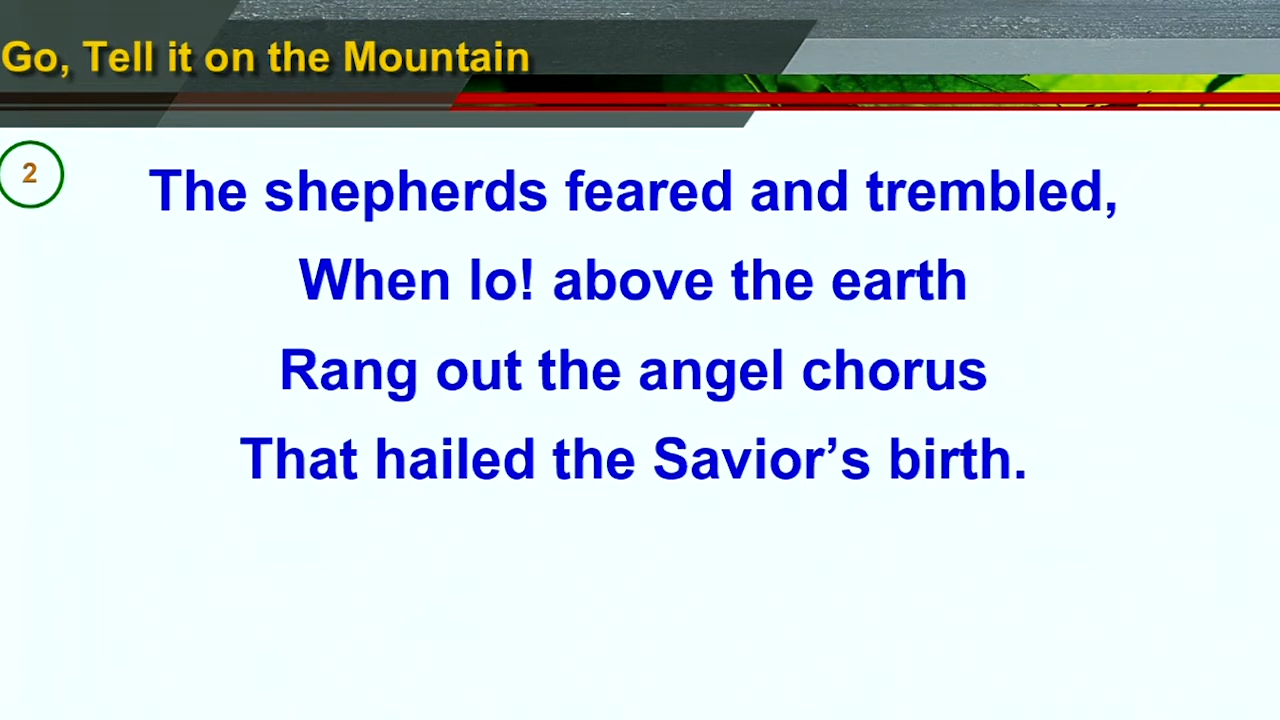 Go, Tell it on the Mountain
2
The shepherds feared and trembled,
When lo! above the earth
Rang out the angel chorus
That hailed the Savior’s birth.